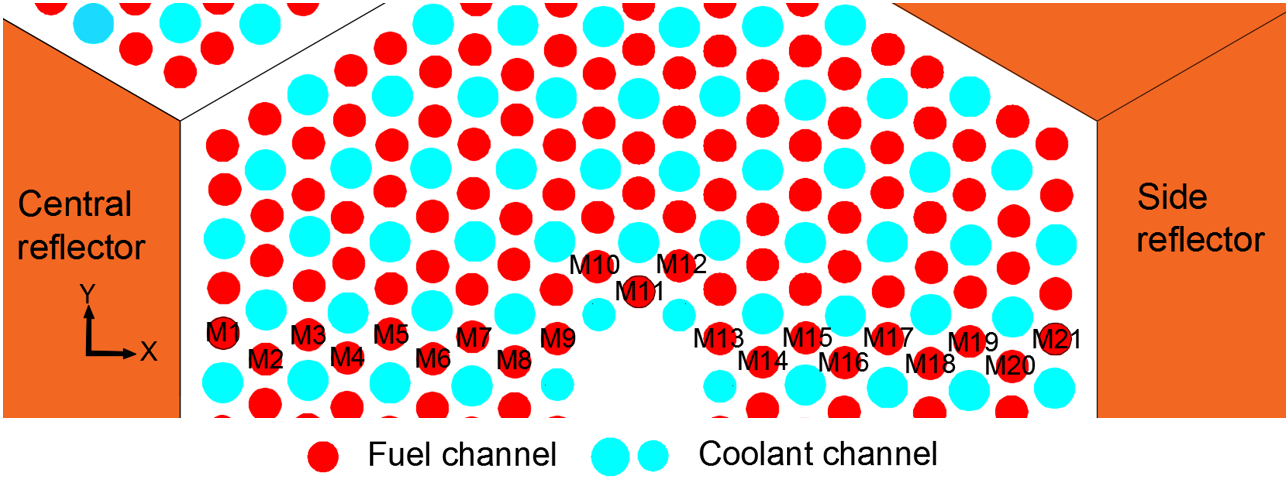 Central
reflector
Side
reflector
Y
X
M10
M12
M11
M1
M3
M5
M7
M9
M13
M15
M17
M19
M21
M2
M4
M6
M8
M14
M16
M18
M20
Fuel channel
Coolant channel